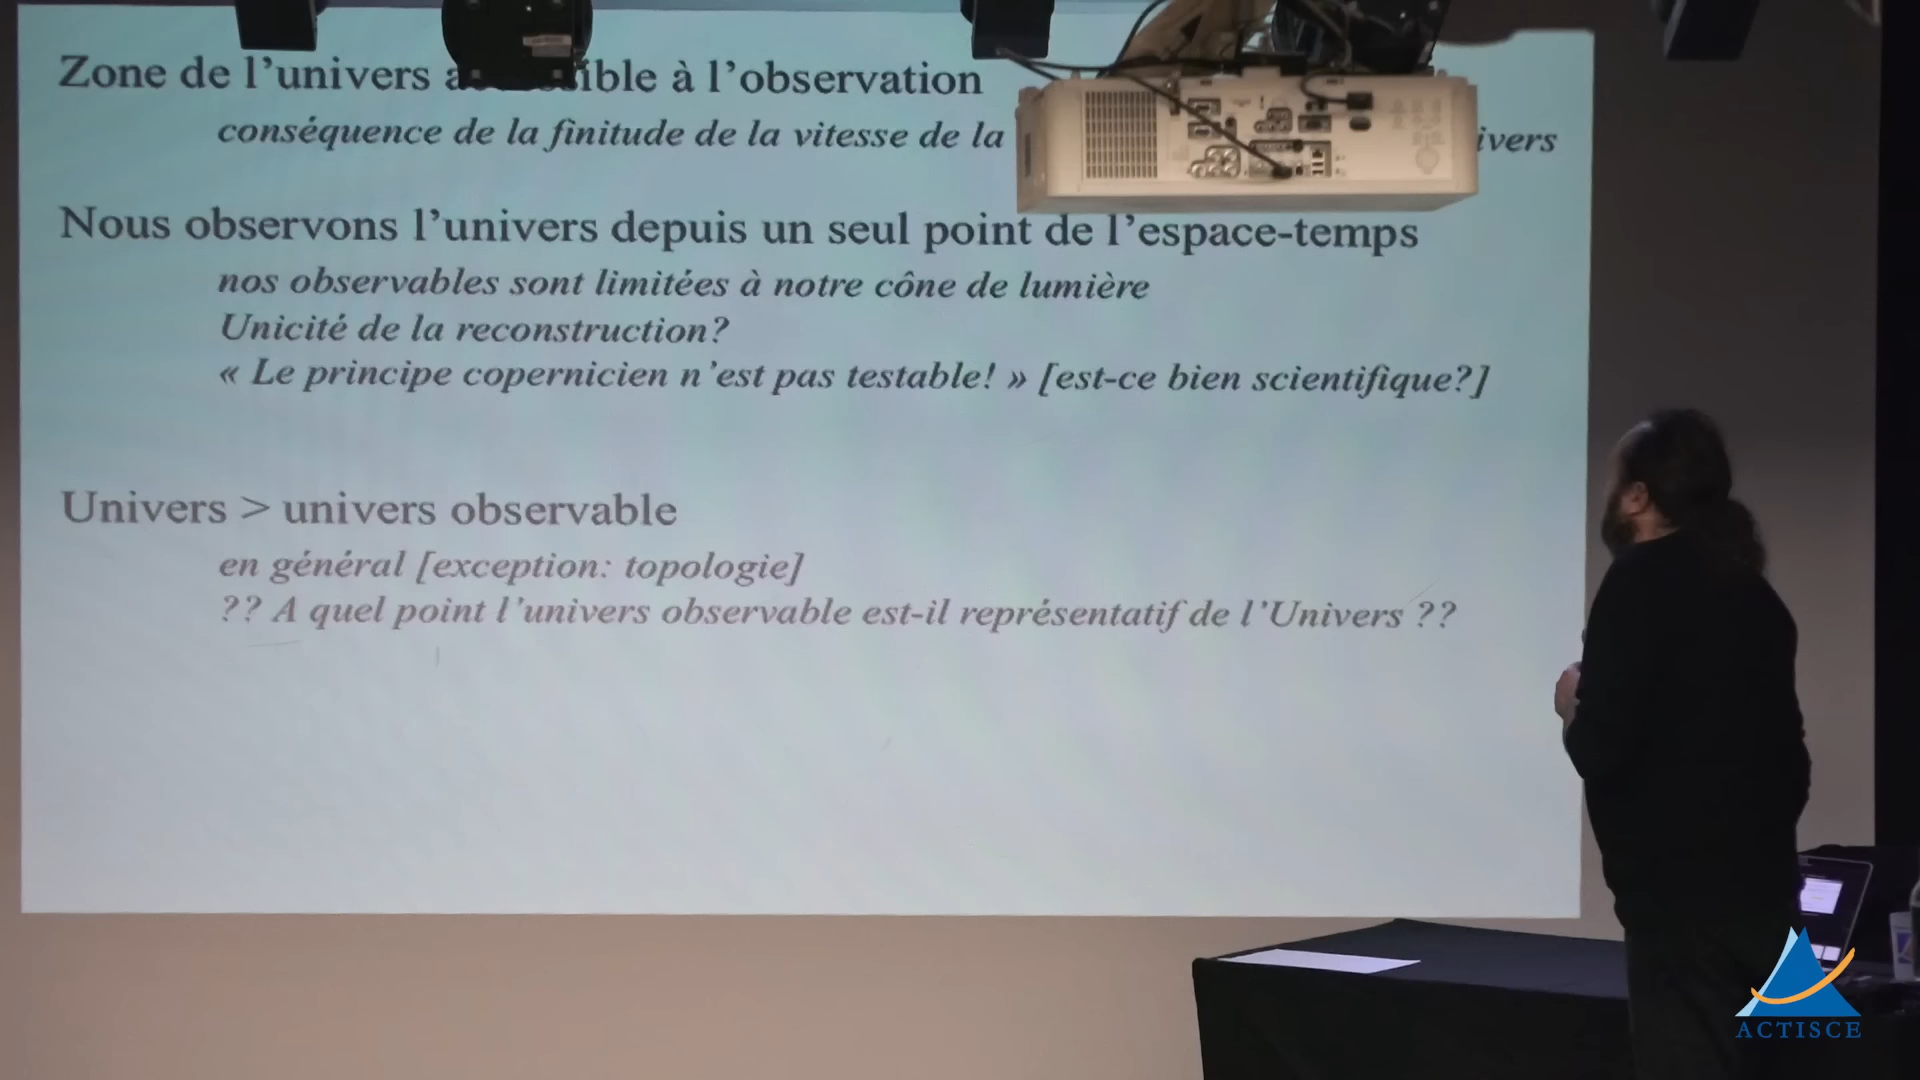 Zone de l'univers à l'observation
conséquence de la finitude de la vitesse de la
Nous observons l'univers depuis un seul point de l'espace-temps
nos observables sont limitées à notre cône de lumière
Unicité de la reconstruction?
« Le principe copernicien n'est pas testable! » [est-ce bien scientifique?]
Univers > univers observable
en général [exception: topologie]
?? A quel point l'univers observable est-il représentatif de l'Univers ??
ACTISCE